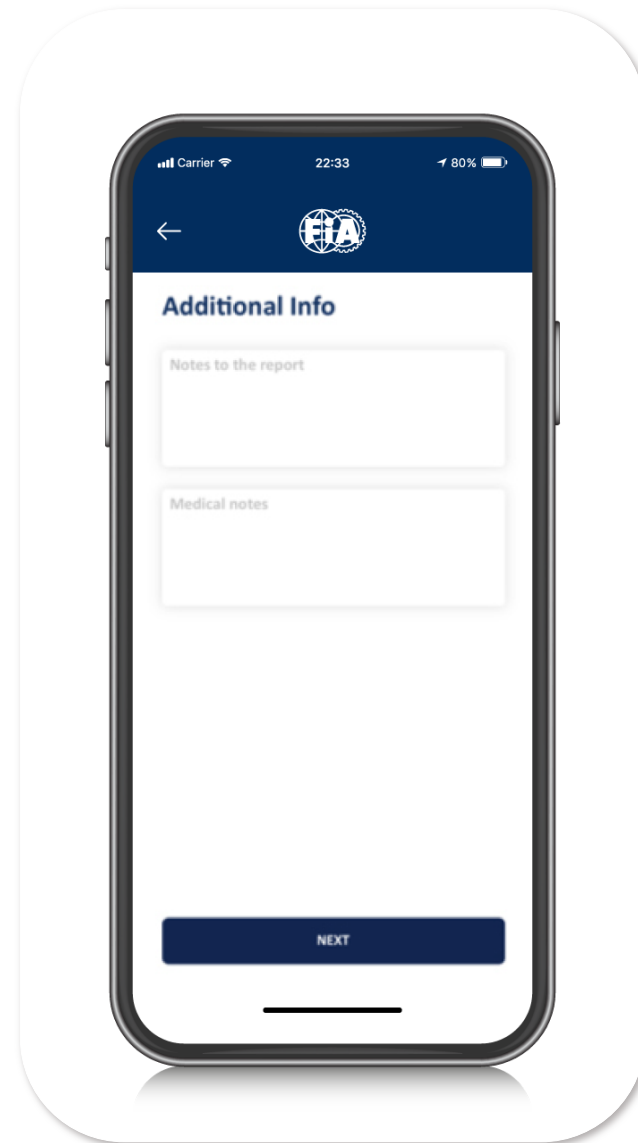 Carrier 22:33 80%
FiA
Additional Info
Notes to the report
Medical notes
NEXT